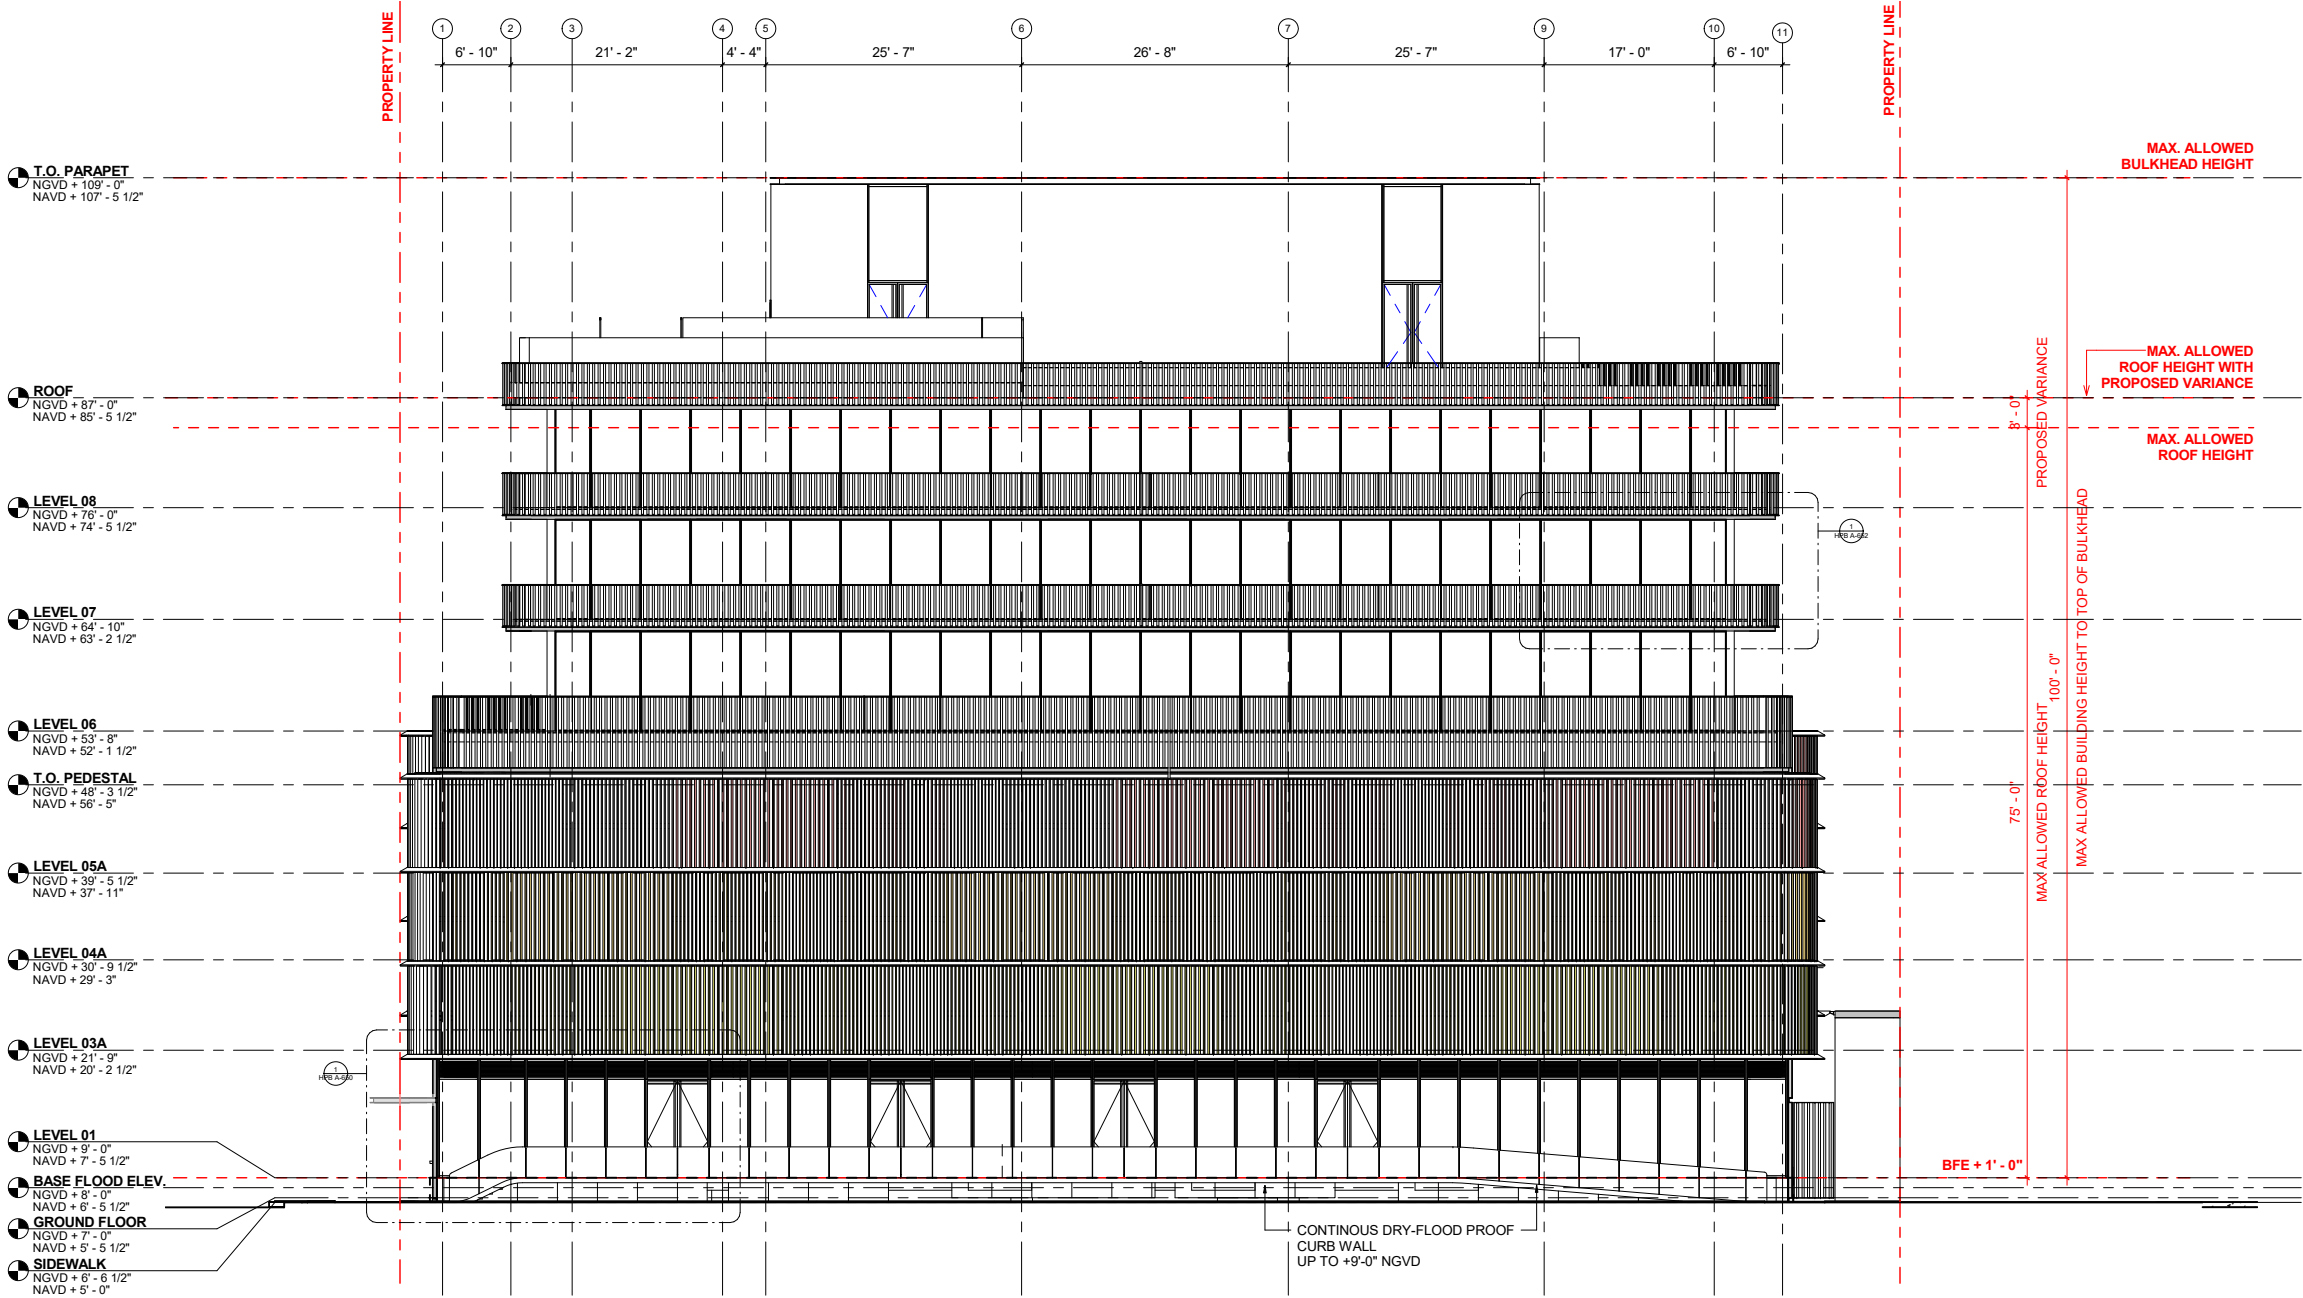 PROPERTY LINE
1
2
3
4
5
6
7
9
10
11
PROPERTY LINE
6' - 10"
21' - 2"
4' - 4"
25' - 7"
26' - 8"
25' - 7"
17' - 0"
6' - 10"
MAX. ALLOWED
BULKHEAD HEIGHT
T.O. PARAPET
NGVD + 109' - 0"
NAVD + 107' - 5 1/2"
MAX. ALLOWED
ROOF HEIGHT WITH
PROPOSED VARIANCE
ROOF
NGVD + 87' - 0"
NAVD + 85' - 5 1/2"
3' - 0"
PROPOSED VARIANCE
MAX. ALLOWED
ROOF HEIGHT
LEVEL 08
NGVD + 76' - 0"
NAVD + 74' - 5 1/2"
1
HPB A-652
LEVEL 07
NGVD + 64' - 10"
NAVD + 63' - 2 1/2"
LEVEL 06
NGVD + 53' - 8"
NAVD + 52' - 1 1/2"
75' - 0"
MAX ALLOWED ROOF HEIGHT
100' - 0"
MAX ALLOWED BUILDING HEIGHT TO TOP OF BULKHEAD
T.O. PEDESTAL
NGVD + 48' - 3 1/2"
NAVD + 56' - 5"
LEVEL 05A
NGVD + 39' - 5 1/2"
NAVD + 37' - 11"
LEVEL 04A
NGVD + 30' - 9 1/2"
NAVD + 29' - 3"
LEVEL 03A
NGVD + 21' - 9"
NAVD + 20' - 2 1/2"
1
HPB A-650
LEVEL 01
NGVD + 9' - 0"
NAVD + 7' - 5 1/2"
BFE + 1' - 0"
BASE FLOOD ELEV.
NGVD + 8' - 0"
NAVD + 6' - 5 1/2"
GROUND FLOOR
NGVD + 7' - 0"
NAVD + 5' - 5 1/2"
CONTINOUS DRY-FLOOD PROOF
CURB WALL
UP TO +9'-0" NGVD
SIDEWALK
NGVD + 6' - 6 1/2"
NAVD + 5' - 0"